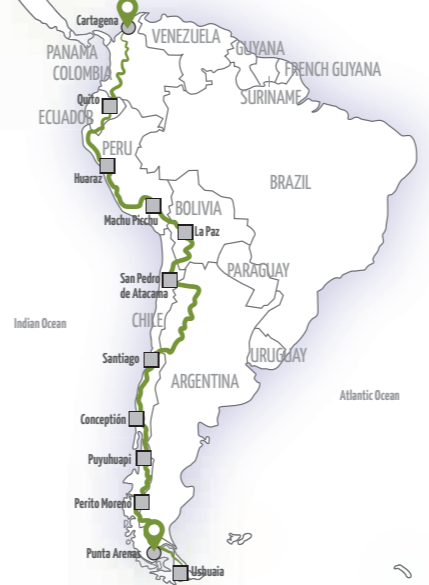 Cartagena
VENEZUELA
PANAMA
GUYANA
COLOMBIA
FRENCH GUYANA
Quito
SURINAME
ECUADOR
PERU
Huaraz
BRAZIL
Machu Picchu
BOLIVIA
La Paz
San Pedro
de Atacama
PARAGUAY
Indian Ocean
CHILE
Santiago
URUGUAY
ARGENTINA
Atlantic Ocean
Conceptión
Puyuhuapi
Perito Moreno
Punta Arenas
Ushuaia